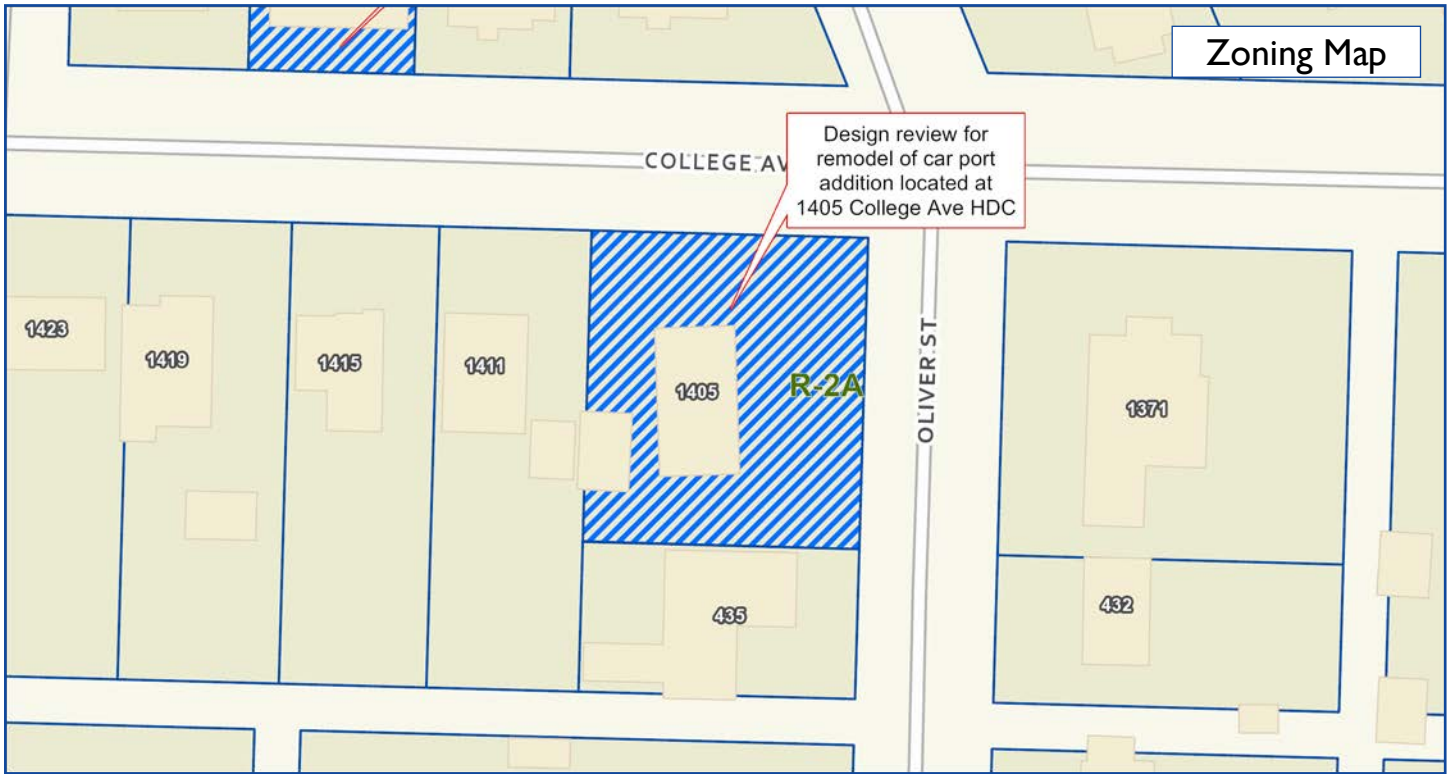 Zoning Map
COLLEGE AV
Design review for
remodel of car port
addition located at
1405 College Ave HDC
1423
1419
1415
1411
1405
R-2A
OLIVER ST
1371
435
432